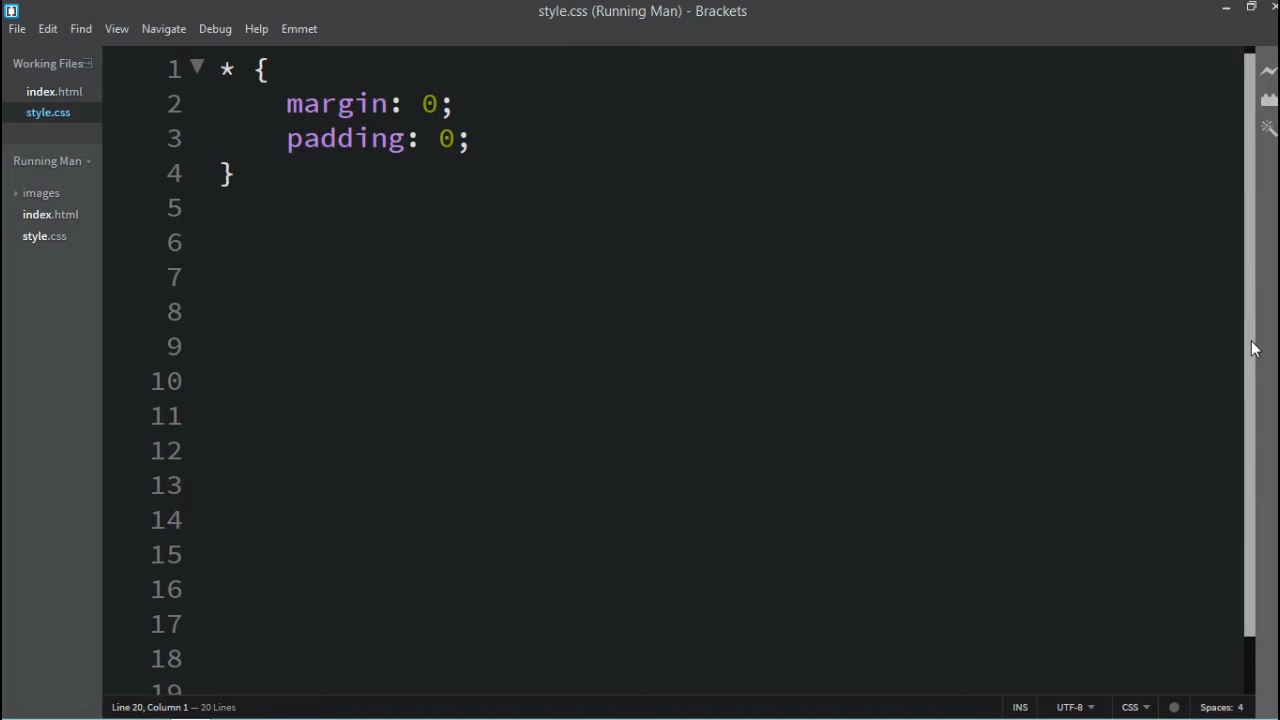 style.css (Running Man) - Brackets
File Edit Find View Navigate Debug Help Emmet
Working Files
index.html
style.css
Running Man
images
index.html
style.css
1 * {
2 margin: 0;
3 padding: 0;
4 }
5
6
7
8
9
10
11
12
13
14
15
16
17
18
19
Line 20, Column 1 — 20 Lines INS UTF-8 CSS Spaces: 4